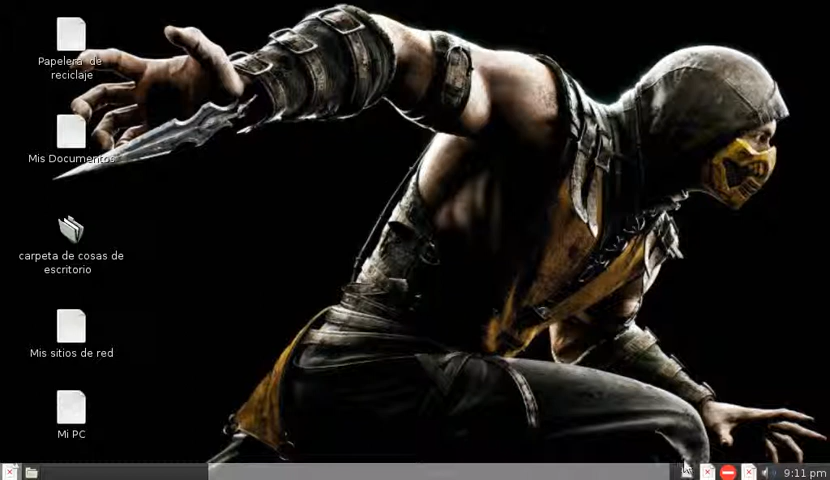 Papelera de
reciclaje
Mis Documentos
carpeta de cosas de
escritorio
Mis sitios de red
Mi PC
9:11 pm